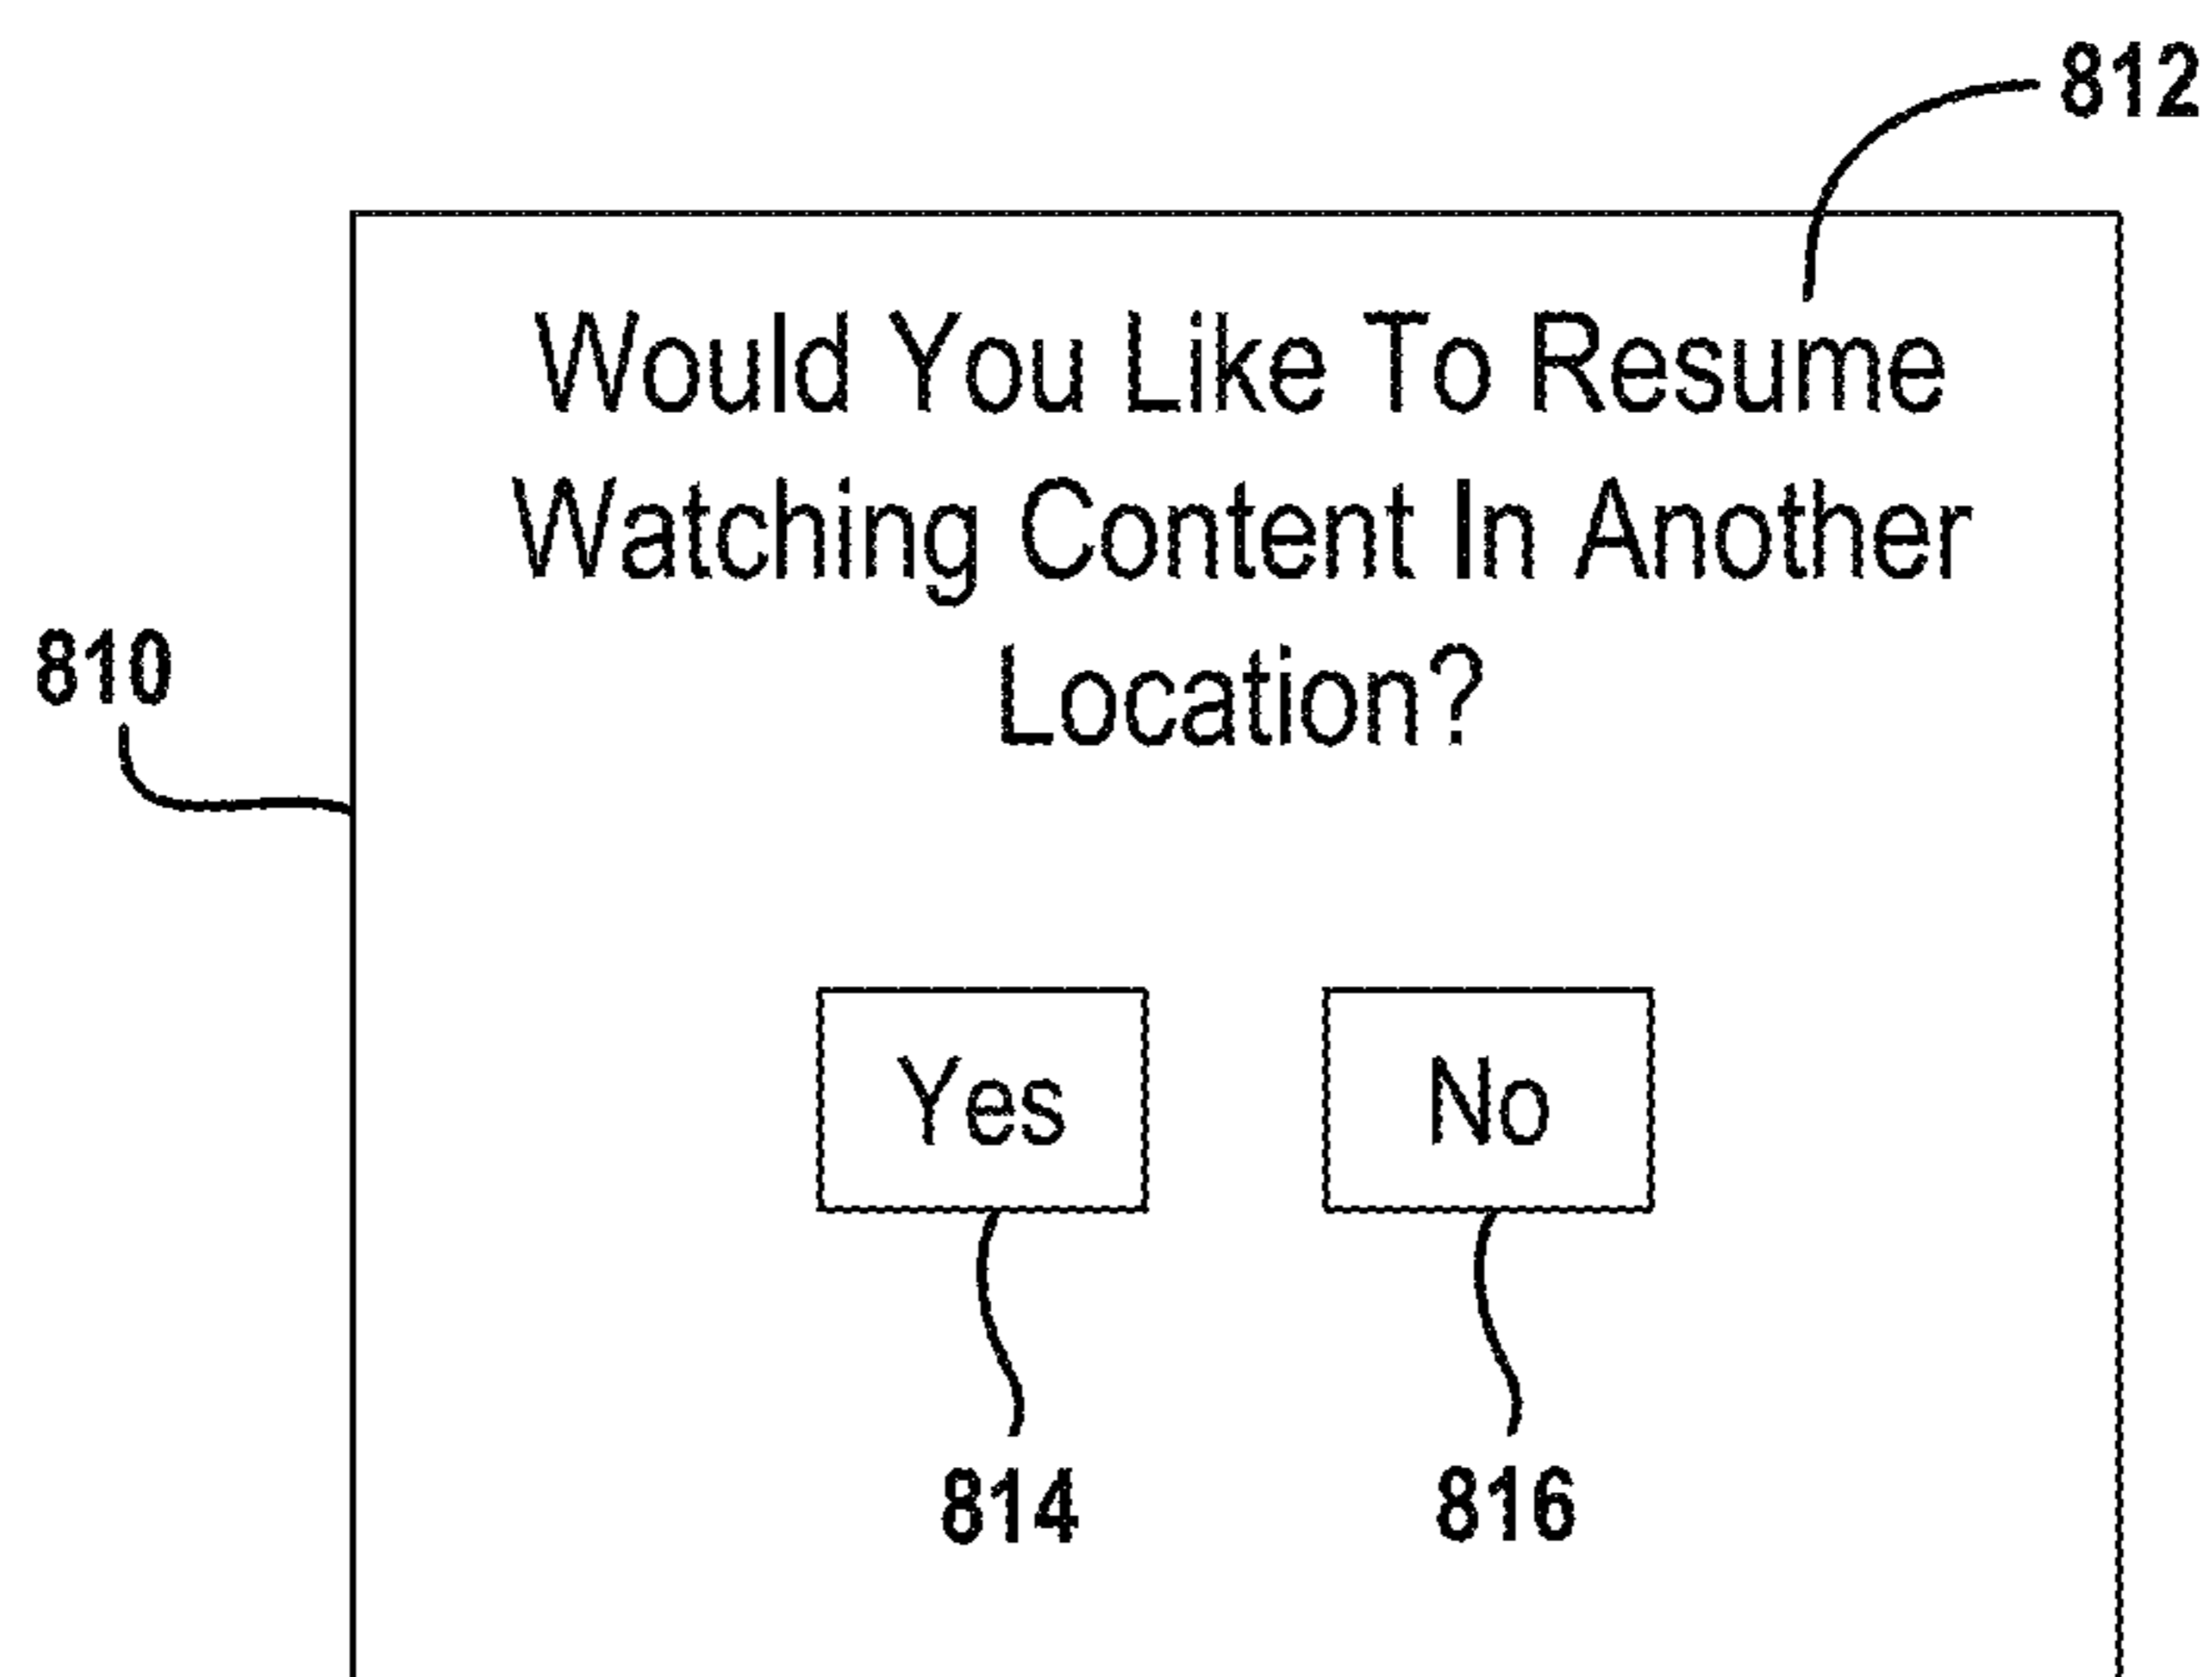 812
Would You Like To Resume
Watching Content In Another
Location?
810
Yes No
814 816